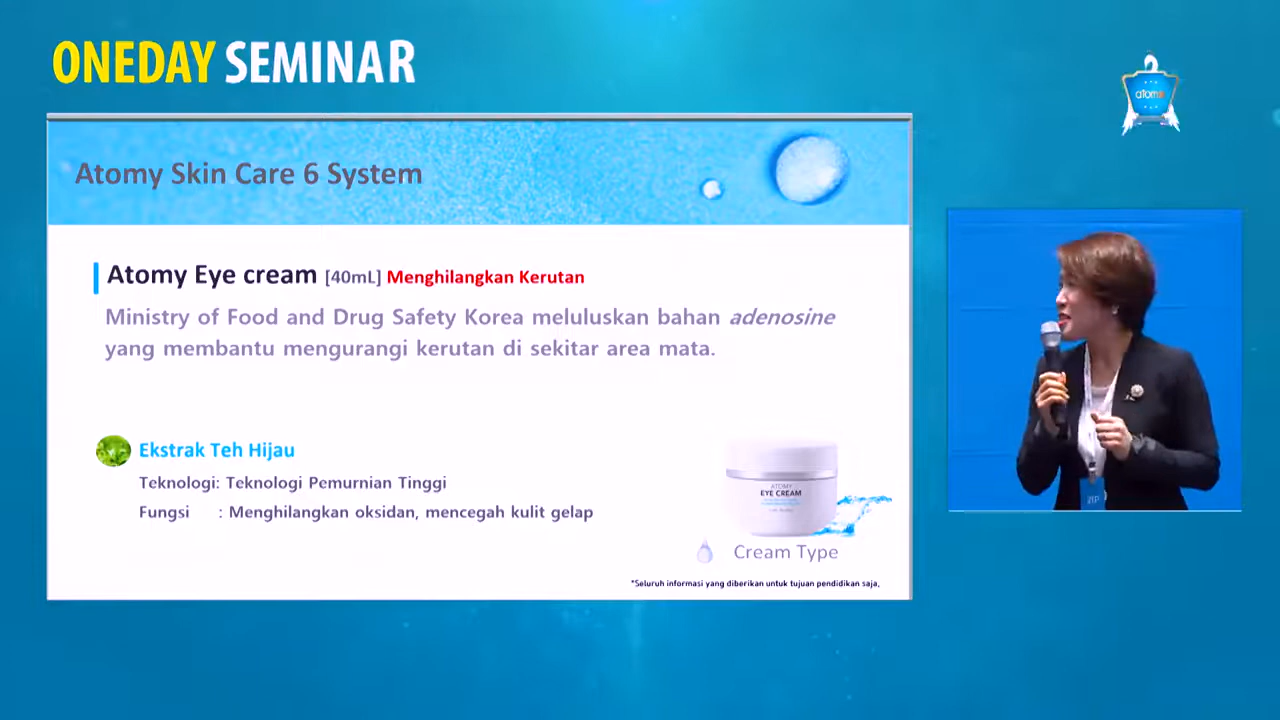 ONEDAY SEMINAR
atomy
Atomy Skin Care 6 System
Atomy Eye cream [40mL] Menghilangkan Kerutan
Ministry of Food and Drug Safety Korea meluluskan bahan adenosine
yang membantu mengurangi kerutan di sekitar area mata.
Ekstrak Teh Hijau
Teknologi: Teknologi Pemurnian Tinggi
Fungsi : Menghilangkan oksidan, mencegah kulit gelap
ATOMY
EYE CREAM
Cream Type
*Seluruh informasi yang diberikan untuk tujuan pendidikan saja,